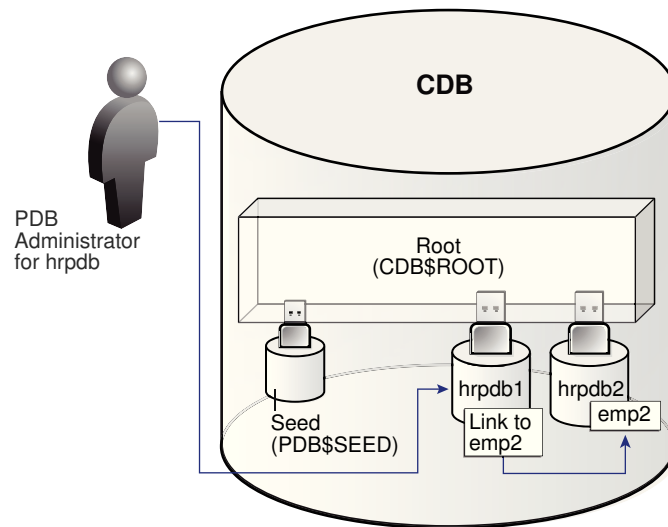 CDB
PDB
Administrator
for hrpdb
Root
(CDB$ROOT)
hrpdb1
hrpdb2
Seed
(PDB$SEED)
Link to
emp2
emp2